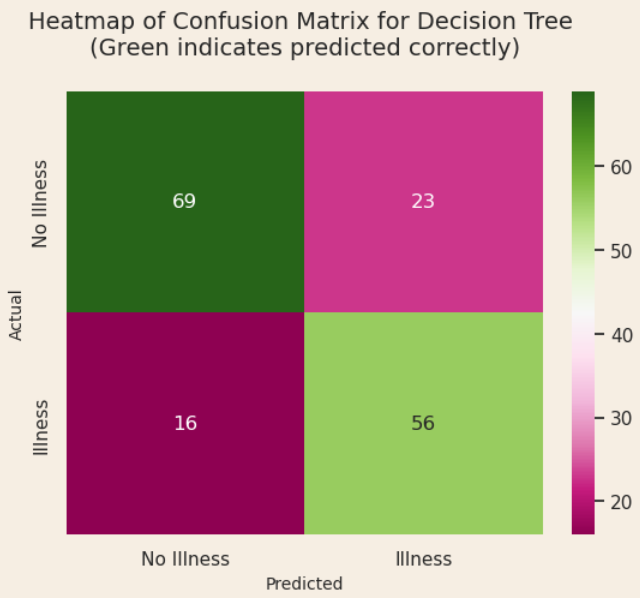 Heatmap of Confusion Matrix for Decision Tree
(Green indicates predicted correctly)
No Illness
69
23
Actual
Illness
16
56
No Illness
Illness
Predicted
60
50
40
30
20